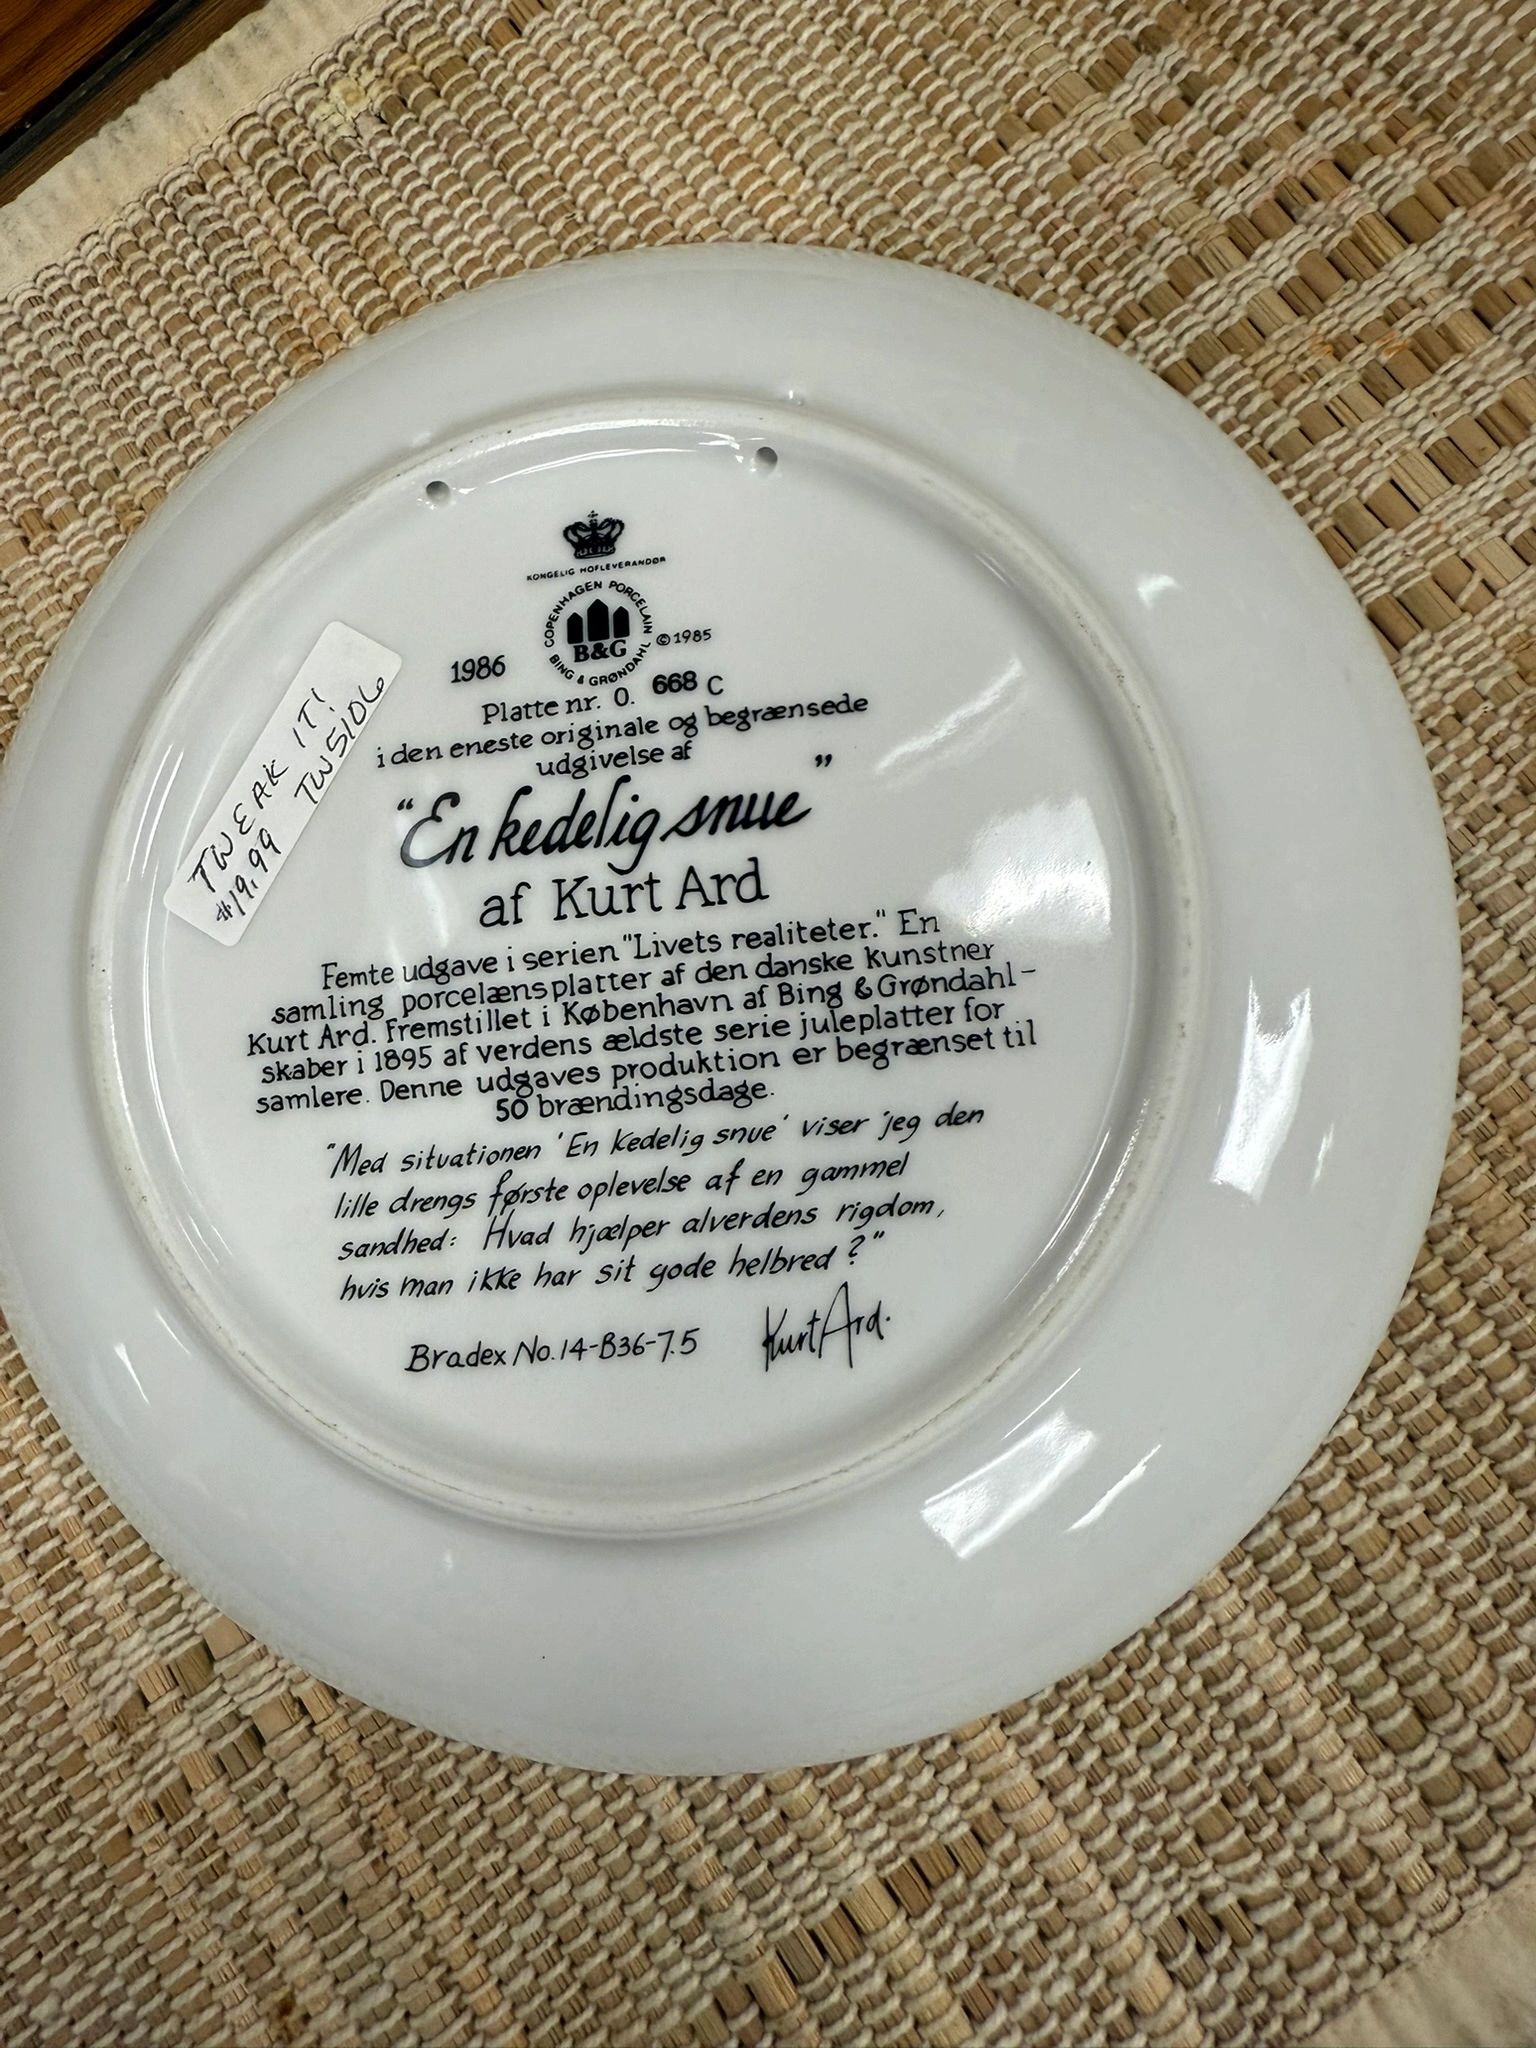 KONGELIG HOFLEVERANDØR
COPENHAGEN PORCELAIN
B&G
BING & GRØNDAHL
©1985
1986
Platte nr. 0. 668 C
i den eneste originale og begrænsede
udgivelse af
"En kedelig snue"
af Kurt Ard
Femte udgave i serien "Livets realiteter." En
samling porcelænsplatter af den danske kunstner
Kurt Ard. Fremstillet i København af Bing & Grøndahl-
skaber i 1895 af verdens ældste serie juleplatter for
samlere. Denne udgaves produktion er begrænset til
50 brændingsdage.
"Med situationen 'En kedelig snue' viser jeg den
lille drengs første oplevelse af en gammel
sandhed: Hvad hjælper alverdens rigdom,
hvis man ikke har sit gode helbred?"
Bradex No. 14-B36-7.5
Kurt Ard.
TWEAK IT!
$19.99 TW5106